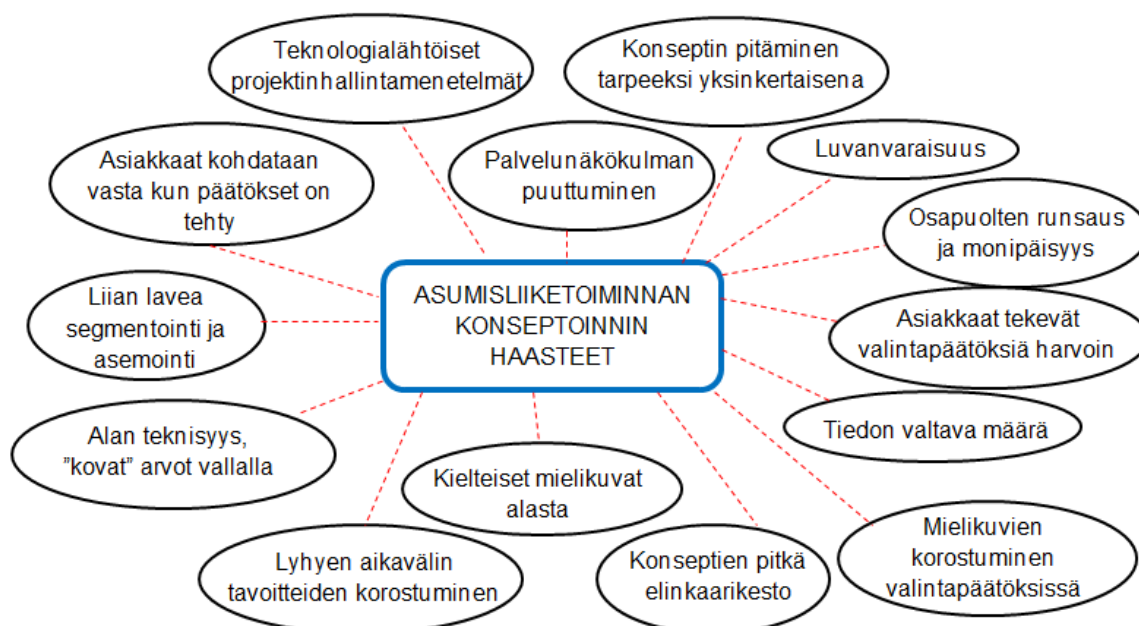 Teknologialähtöiset
projektinhallintamenetelmät
Konseptin pitäminen
tarpeeksi yksinkertaisena
Asiakkaat kohdataan
vasta kun päätökset on
tehty
Palvelunäkökulman
puuttuminen
Luvanvaraisuus
Osapuolten runsaus
ja monipäisyys
Liian lavea
segmentointi ja
asemointi
ASUMISLIIKETOIMINNAN
KONSEPTOINNIN
HAASTEET
Asiakkaat tekevät
valintapäätöksiä harvoin
Alan teknisyys,
”kovat” arvot vallalla
Tiedon valtava määrä
Kielteiset mielikuvat
alasta
Lyhyen aikavälin
tavoitteiden korostuminen
Konseptien pitkä
elinkaarikesto
Mielikuvien
korostuminen
valintapäätöksissä